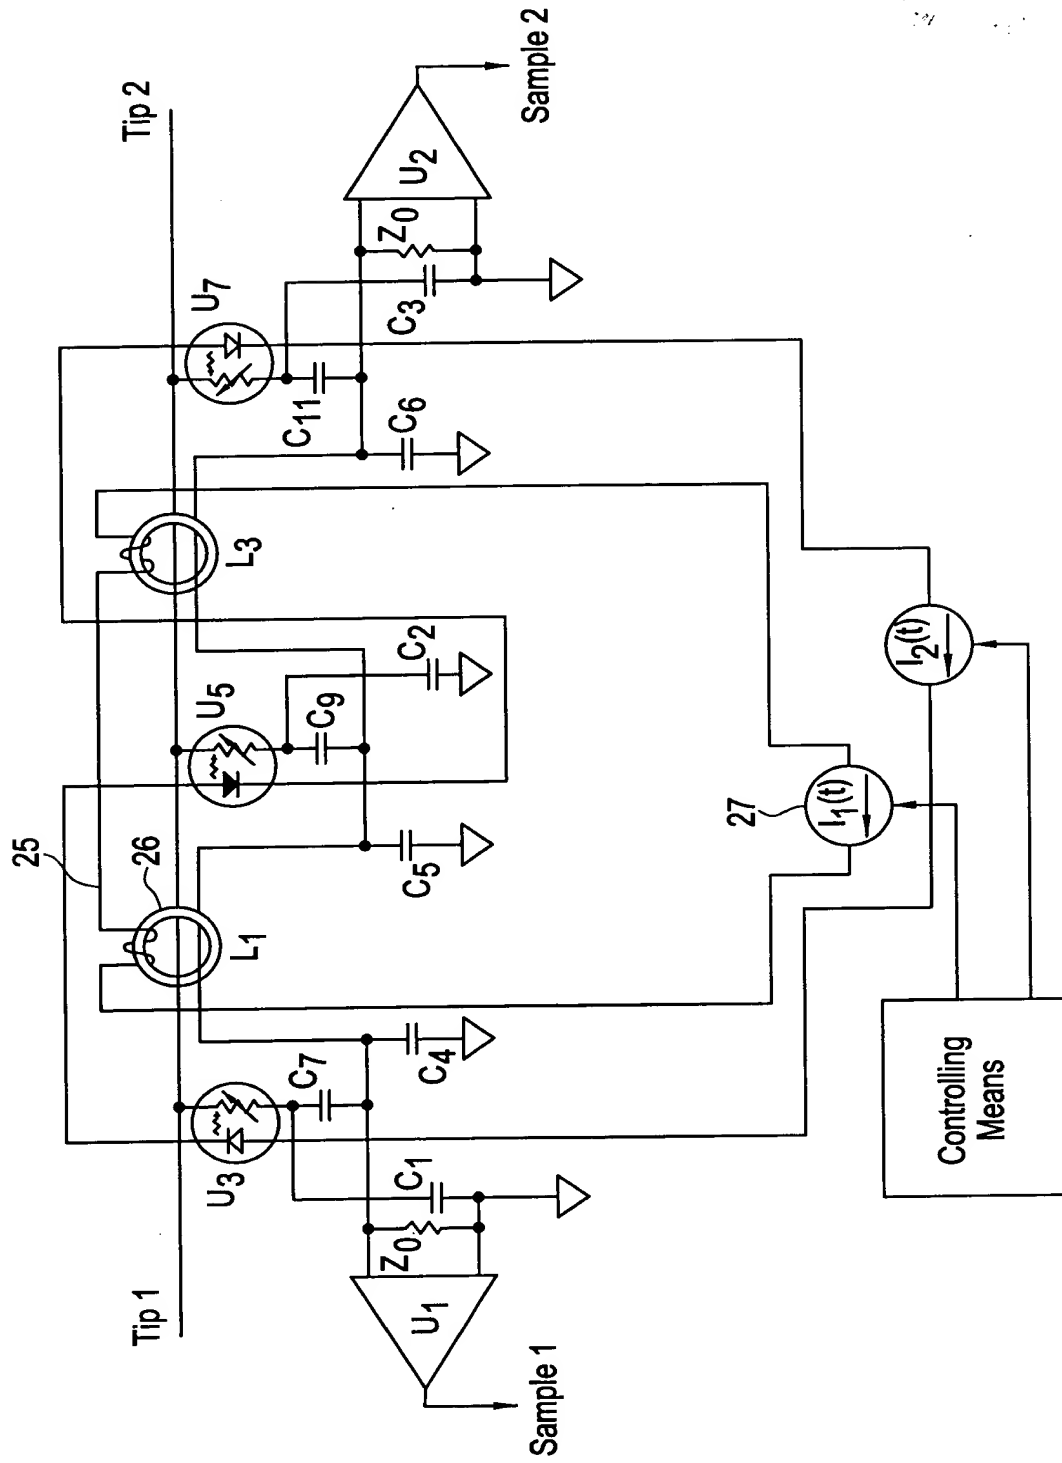 Tip 1
Tip 2
25
26
L1
L3
U3
U5
U7
C7
C9
C11
C4
C5
C6
C1
C2
C3
Z0
Z0
U1
U2
Sample 1
Sample 2
27
I1(t)
I2(t)
Controlling
Means